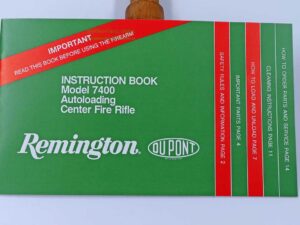 IMPORTANT
READ THIS BOOK BEFORE USING THE FIREARM
INSTRUCTION BOOK
Model 7400
Autoloading
Center Fire Rifle
Remington
DU PONT
SAFETY RULES AND INFORMATION PAGE 2
IMPORTANT PARTS PAGE 4
HOW TO LOAD AND UNLOAD PAGE 7
CLEANING INSTRUCTIONS PAGE 11
HOW TO ORDER PARTS AND SERVICE PAGE 14